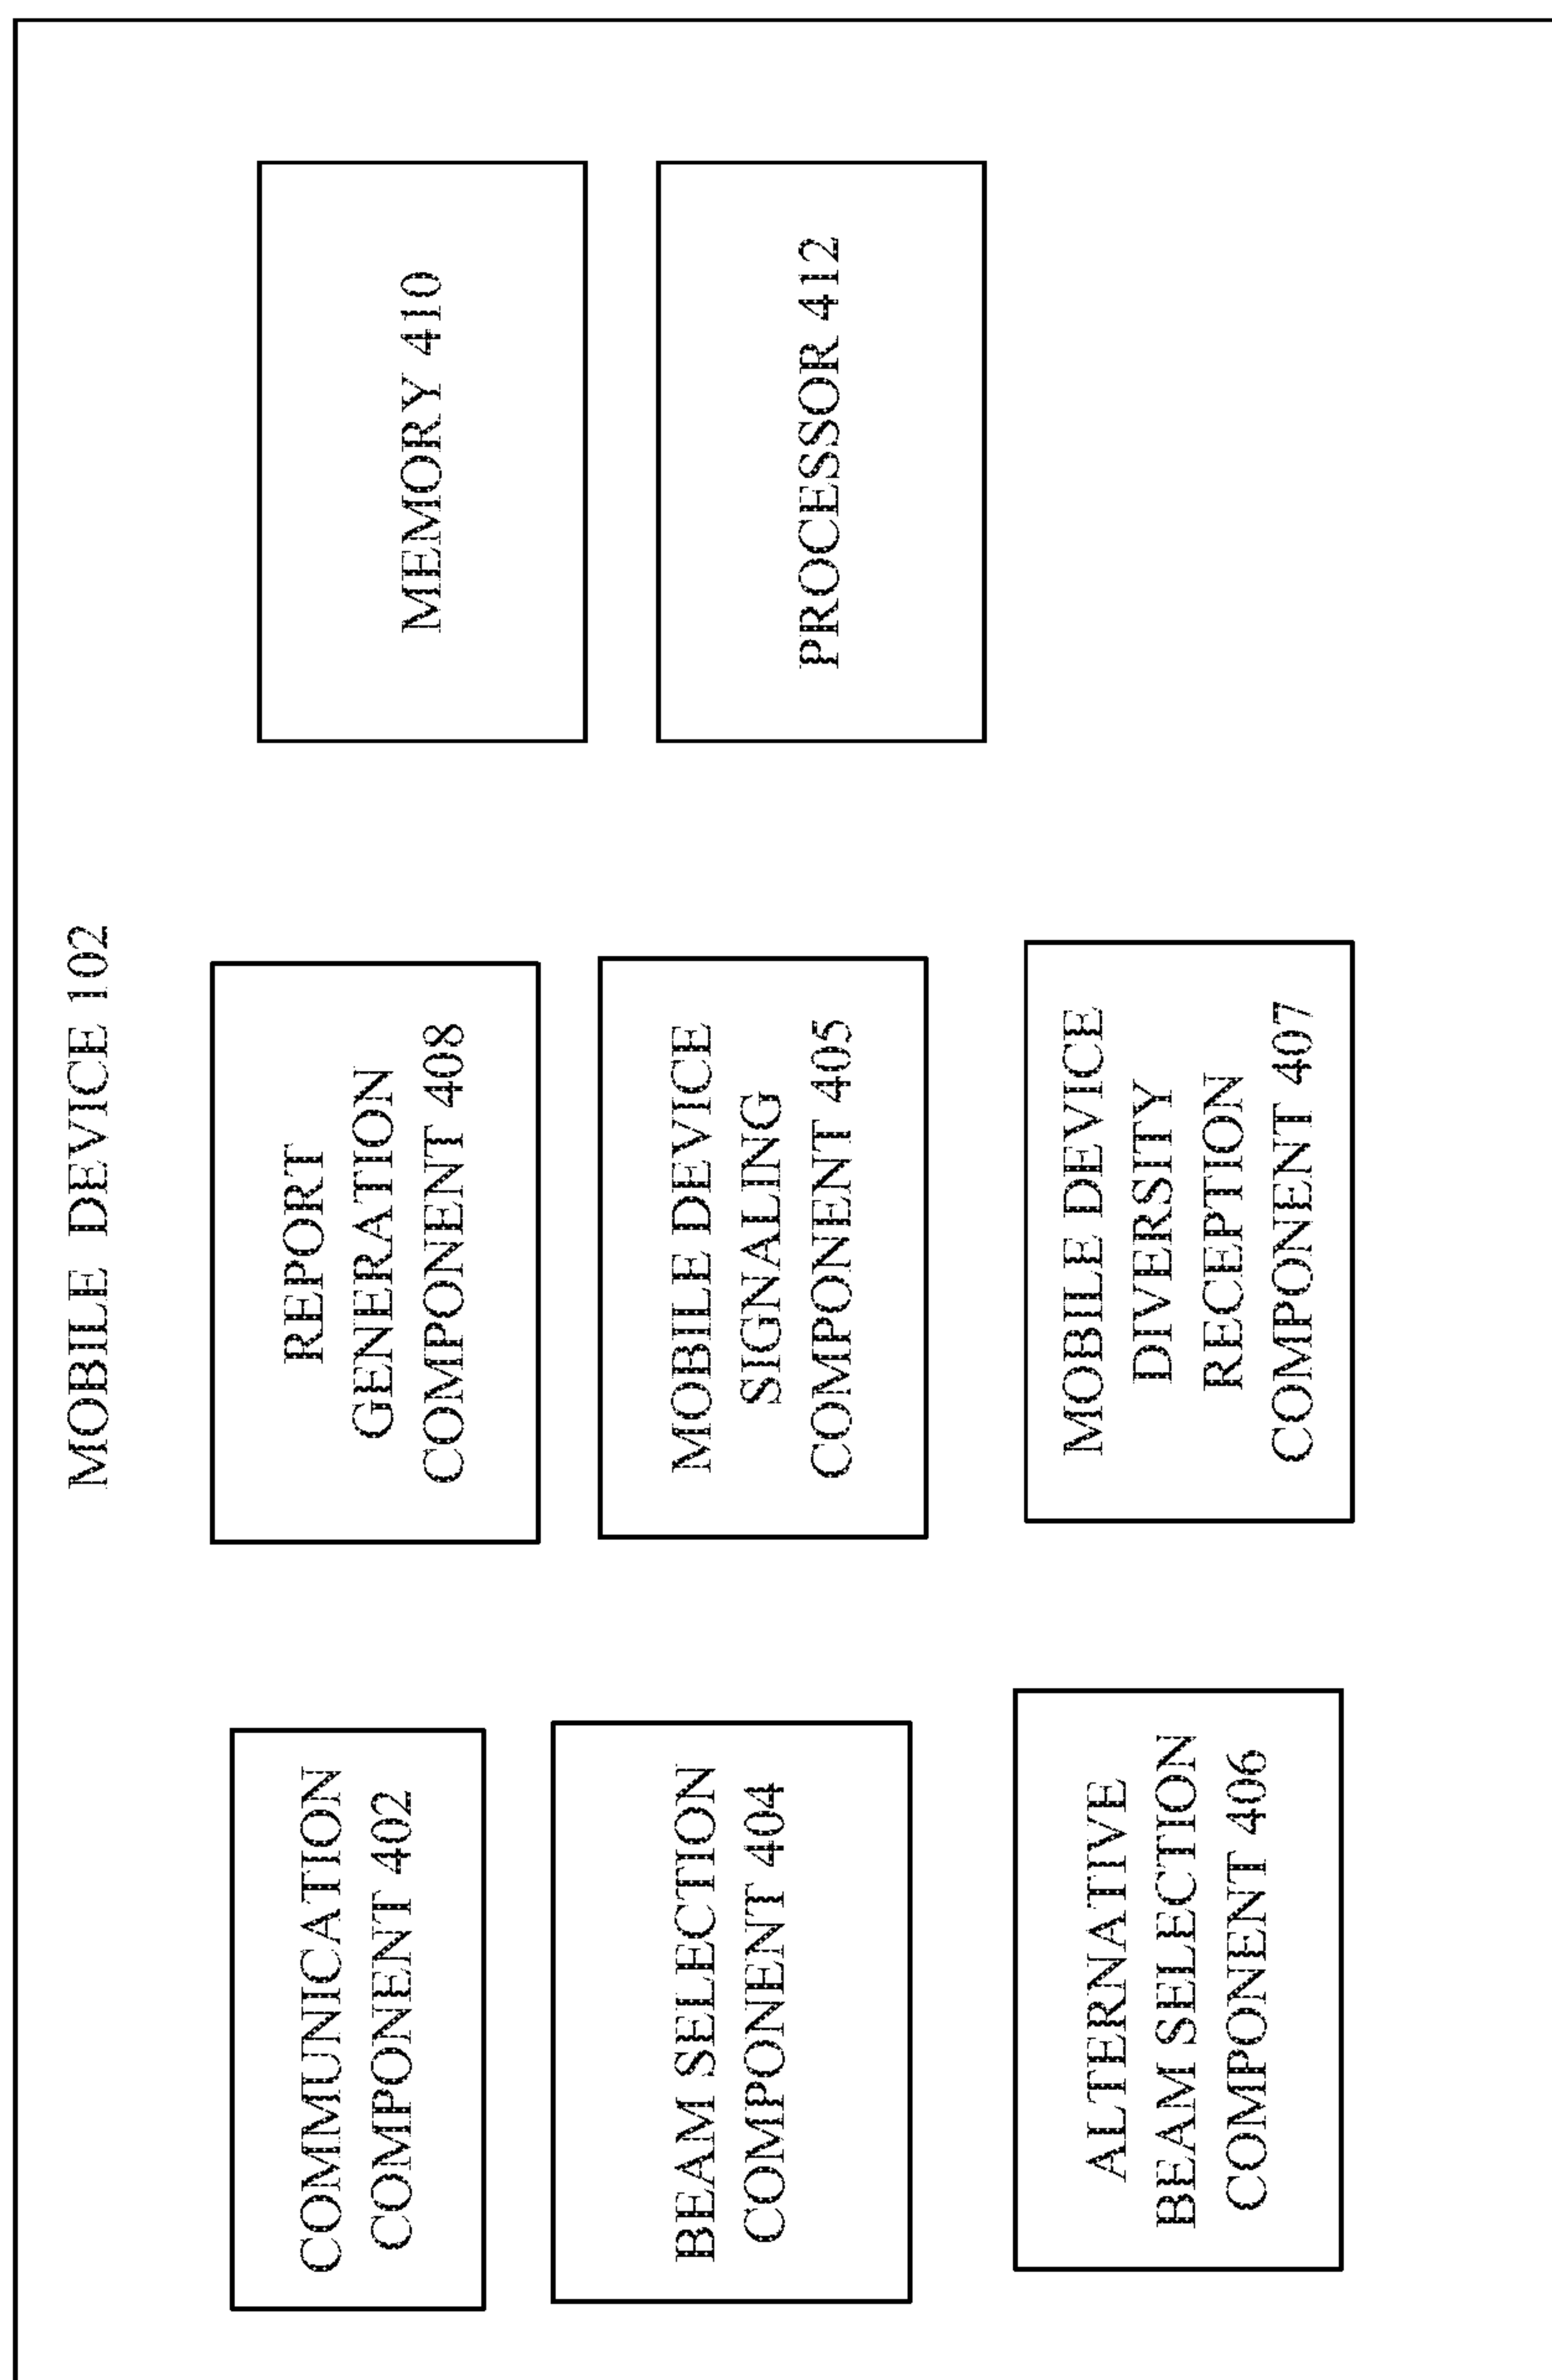 MOBILE DEVICE 102
COMMUNICATION
COMPONENT 402
REPORT
GENERATION
COMPONENT 408
MEMORY 410
BEAM SELECTION
COMPONENT 404
MOBILE DEVICE
SIGNALING
COMPONENT 405
PROCESSOR 412
ALTERNATIVE
BEAM SELECTION
COMPONENT 406
MOBILE DEVICE
DIVERSITY
RECEPTION
COMPONENT 407